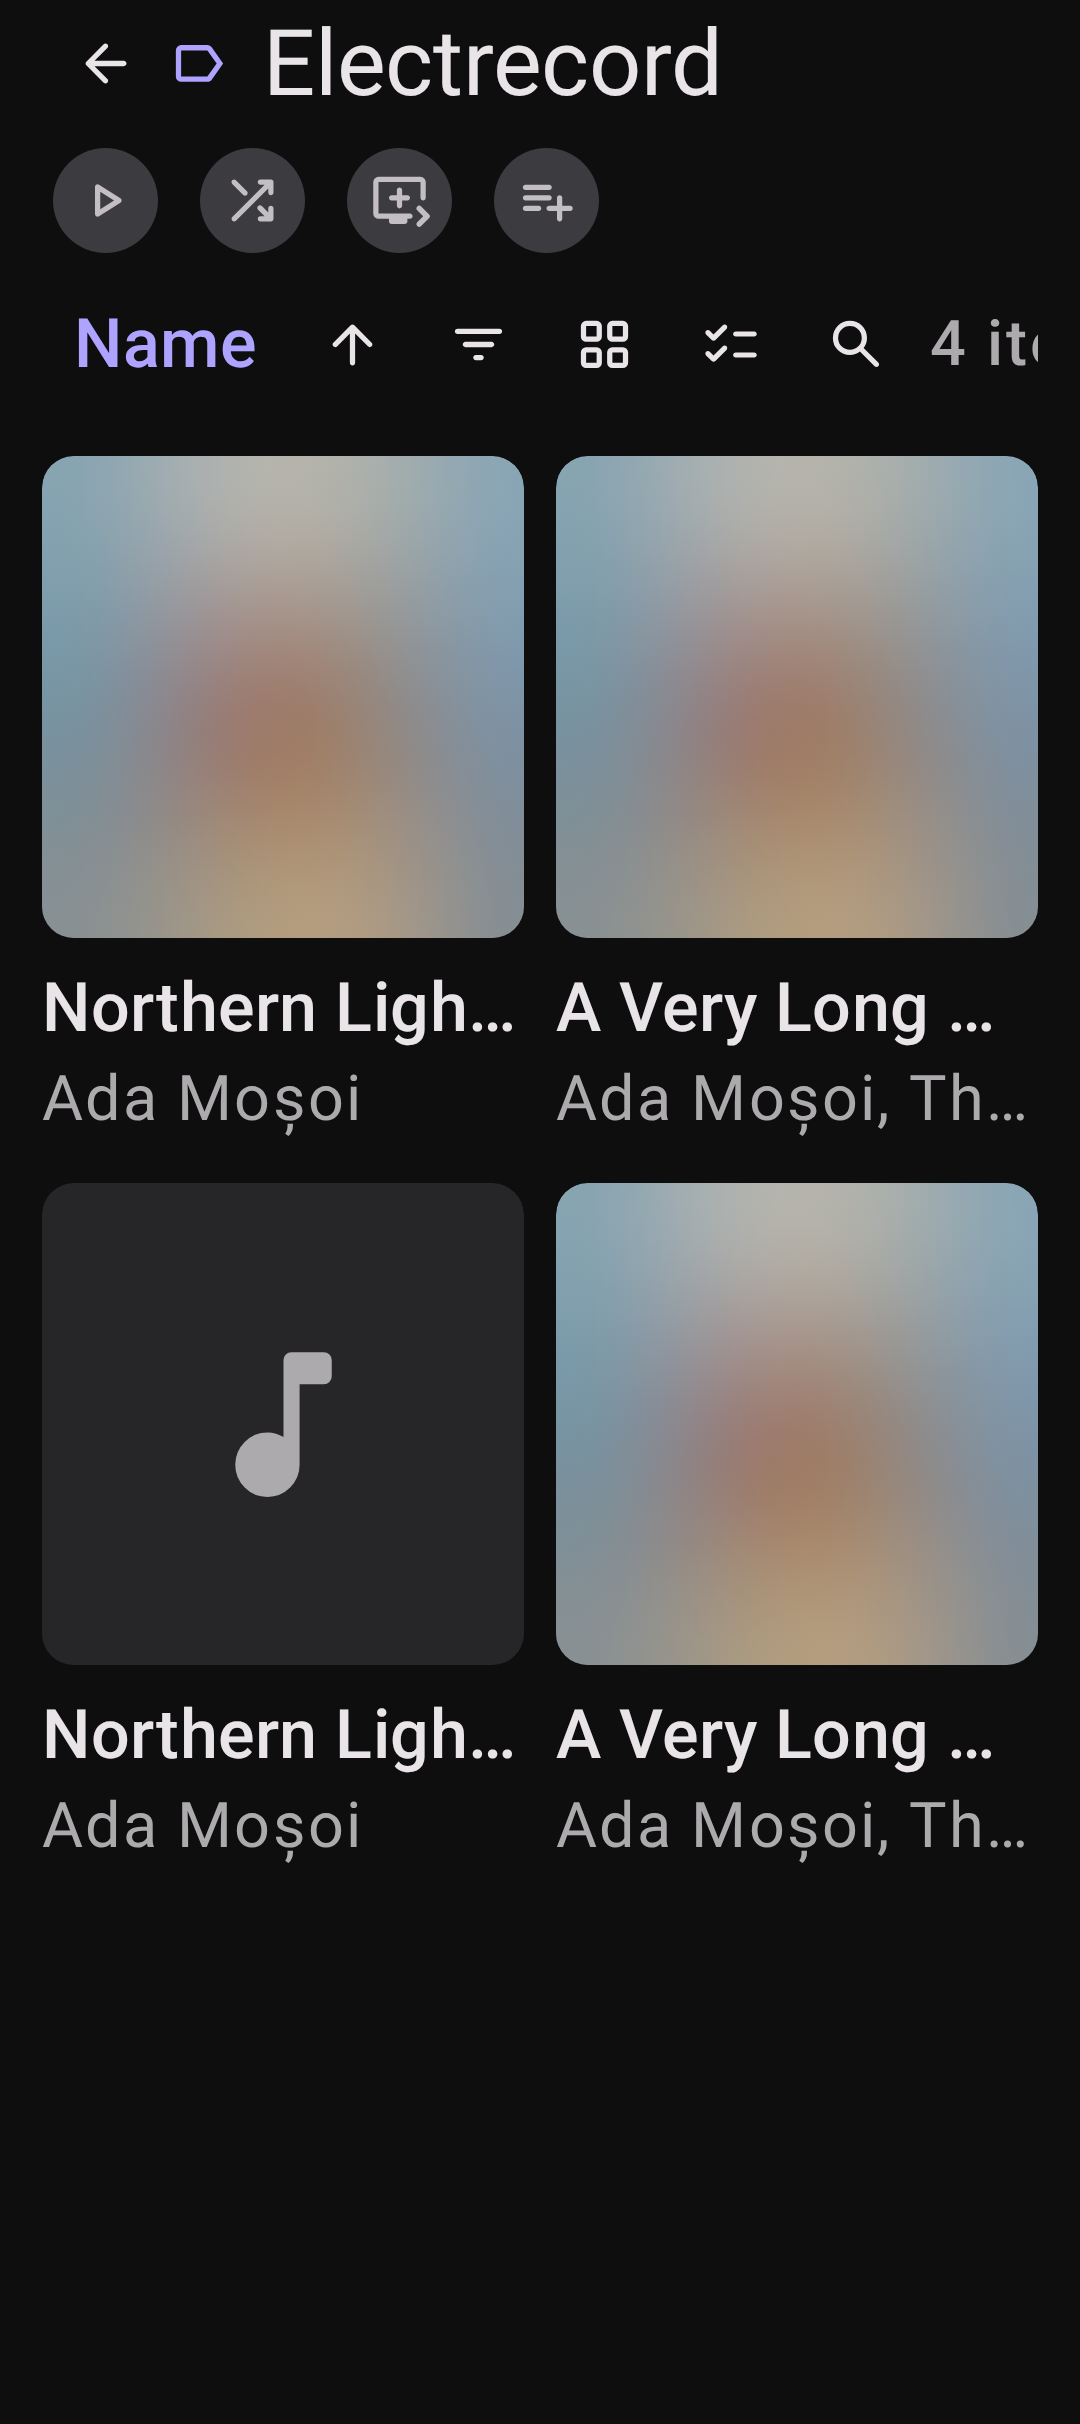 Electrecord
Name
4 it
Northern Ligh…
A Very Long …
Ada Moșoi
Ada Moșoi, Th…
Northern Ligh…
A Very Long …
Ada Moșoi
Ada Moșoi, Th…